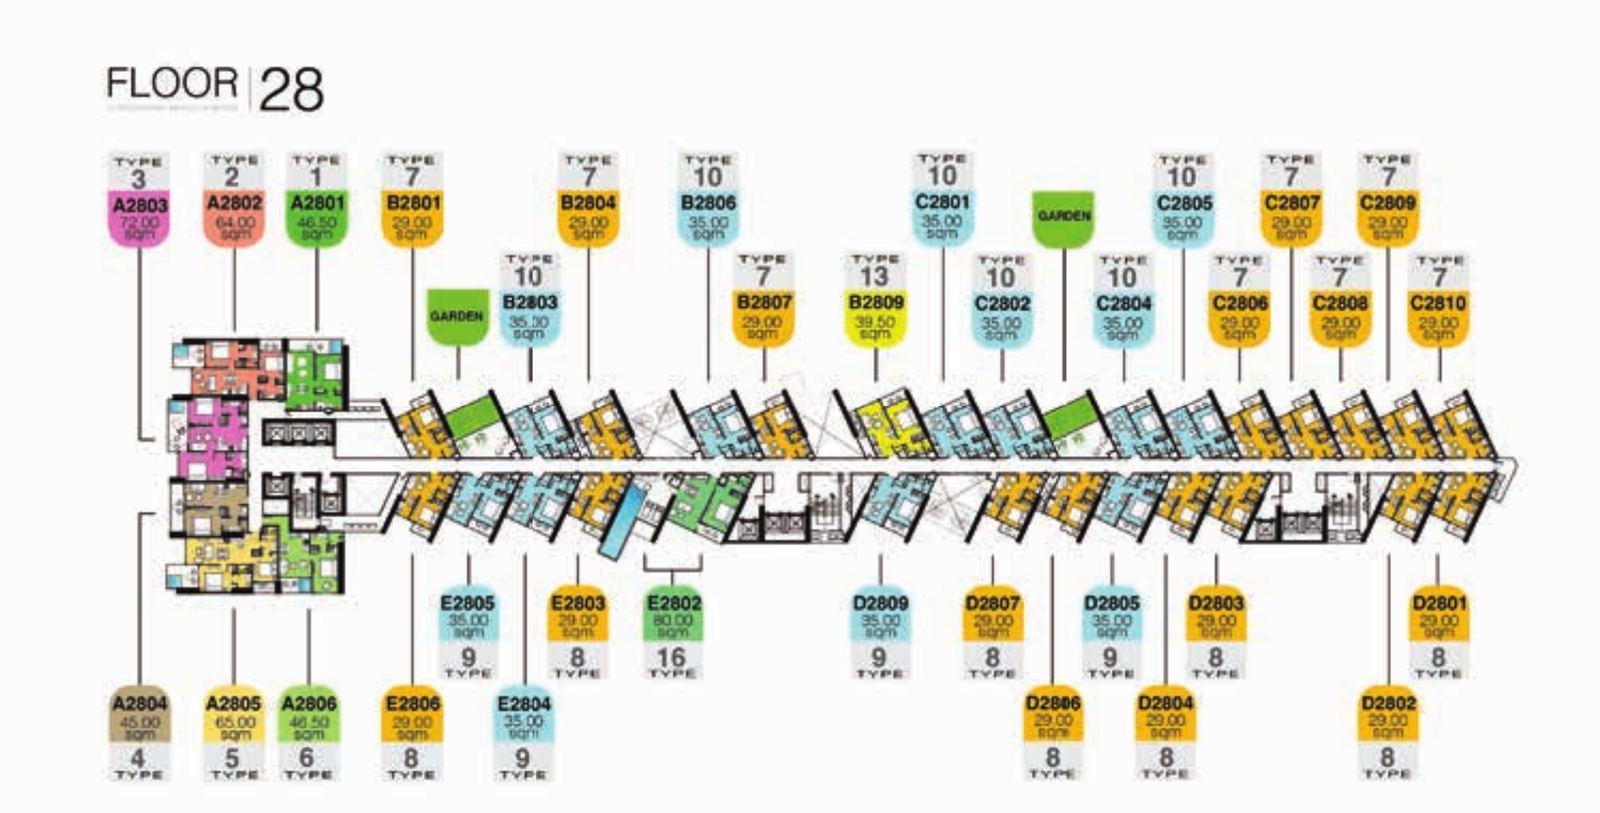 FLOOR | 28
TYPE
3
A2803
72.00
sqm
TYPE
2
A2802
64.00
sqm
TYPE
1
A2801
46.50
sqm
TYPE
7
B2801
29.00
sqm
TYPE
7
B2804
29.00
sqm
TYPE
10
B2806
35.00
sqm
TYPE
10
C2801
35.00
sqm
GARDEN
TYPE
10
C2805
35.00
sqm
TYPE
7
C2807
29.00
sqm
TYPE
7
C2809
29.00
sqm
GARDEN
TYPE
10
B2803
35.00
sqm
TYPE
7
B2807
29.00
sqm
TYPE
13
B2809
39.50
sqm
TYPE
10
C2802
35.00
sqm
TYPE
10
C2804
35.00
sqm
TYPE
7
C2806
29.00
sqm
TYPE
7
C2808
29.00
sqm
TYPE
7
C2810
29.00
sqm
E2805
35.00
sqm
9
TYPE
E2803
29.00
sqm
8
TYPE
E2802
80.00
sqm
16
TYPE
D2809
35.00
sqm
9
TYPE
D2807
29.00
sqm
8
TYPE
D2805
35.00
sqm
9
TYPE
D2803
29.00
sqm
8
TYPE
D2801
29.00
sqm
8
TYPE
A2804
45.00
sqm
4
TYPE
A2805
65.00
sqm
5
TYPE
A2806
46.50
sqm
6
TYPE
E2806
29.00
sqm
8
TYPE
E2804
35.00
sqm
9
TYPE
D2806
29.00
sqm
8
TYPE
D2804
29.00
sqm
8
TYPE
D2802
29.00
sqm
8
TYPE